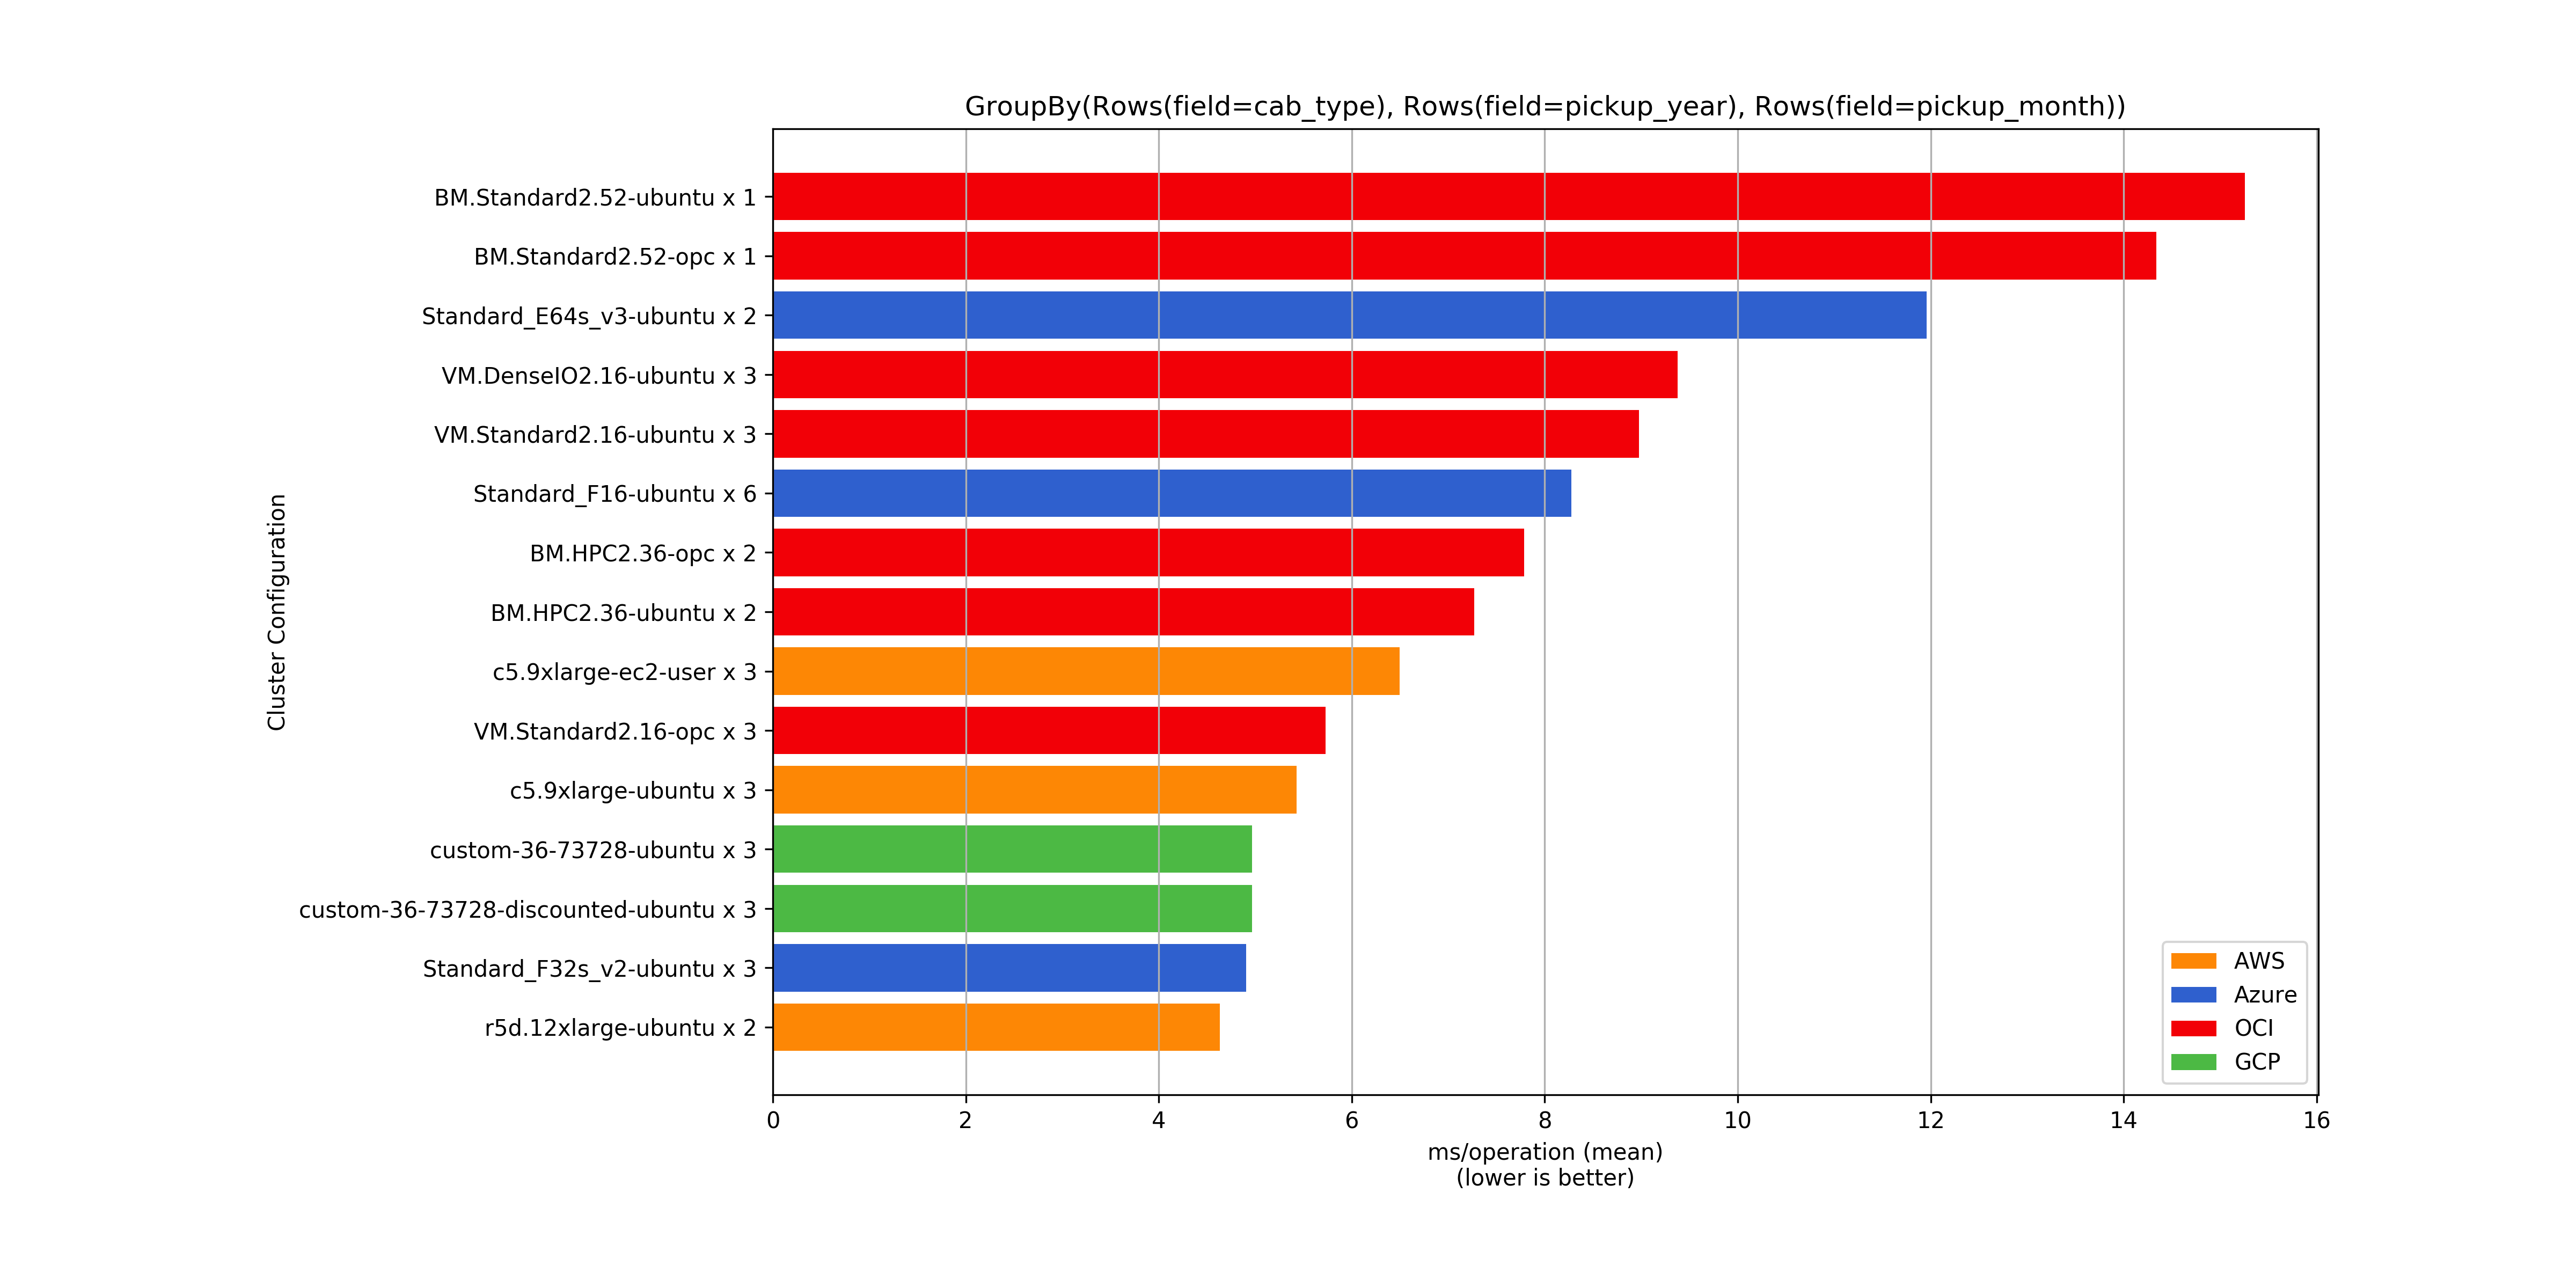 GroupBy(Rows(field=cab_type), Rows(field=pickup_year), Rows(field=pickup_month))
Cluster Configuration
BM.Standard2.52-ubuntu x 1
BM.Standard2.52-opc x 1
Standard_E64s_v3-ubuntu x 2
VM.DenseIO2.16-ubuntu x 3
VM.Standard2.16-ubuntu x 3
Standard_F16-ubuntu x 6
BM.HPC2.36-opc x 2
BM.HPC2.36-ubuntu x 2
c5.9xlarge-ec2-user x 3
VM.Standard2.16-opc x 3
c5.9xlarge-ubuntu x 3
custom-36-73728-ubuntu x 3
custom-36-73728-discounted-ubuntu x 3
Standard_F32s_v2-ubuntu x 3
r5d.12xlarge-ubuntu x 2
AWS
Azure
OCI
GCP
0 2 4 6 8 10 12 14 16
ms/operation (mean)
(lower is better)